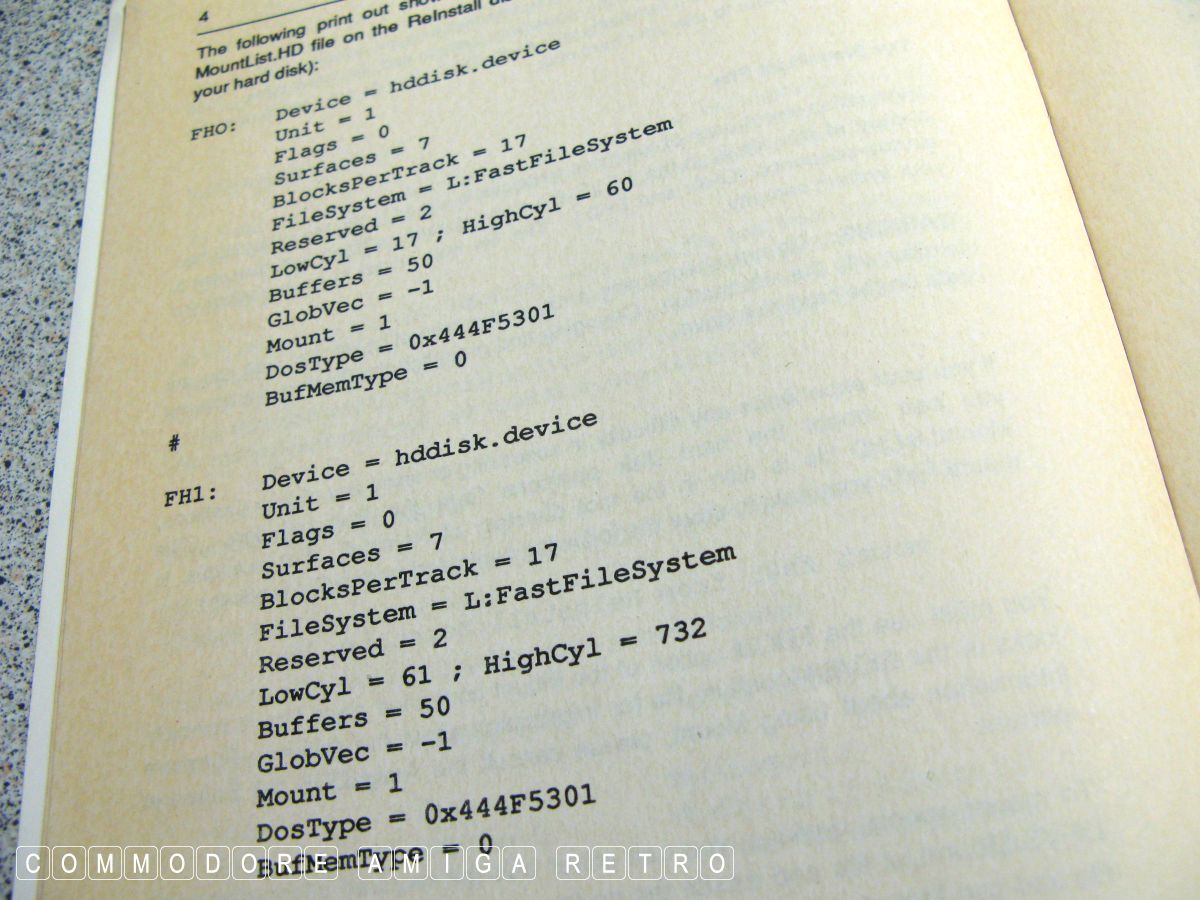 4
The following print out
MountList.HD file on the ReInstall
your hard disk):
FHO: Device = hddisk.device
Unit = 1
Flags = 0
Surfaces = 7
BlocksPerTrack = 17
FileSystem = L:FastFileSystem
Reserved = 2
LowCyl = 17 ; HighCyl = 60
Buffers = 50
GlobVec = -1
Mount = 1
DosType = 0x444F5301
BufMemType = 0
#
FH1: Device = hddisk.device
Unit = 1
Flags = 0
Surfaces = 7
BlocksPerTrack = 17
FileSystem = L:FastFileSystem
Reserved = 2
LowCyl = 61 ; HighCyl = 732
Buffers = 50
GlobVec = -1
Mount = 1
DosType = 0x444F5301
BufMemType = 0
COMMODORE AMIGA RETRO